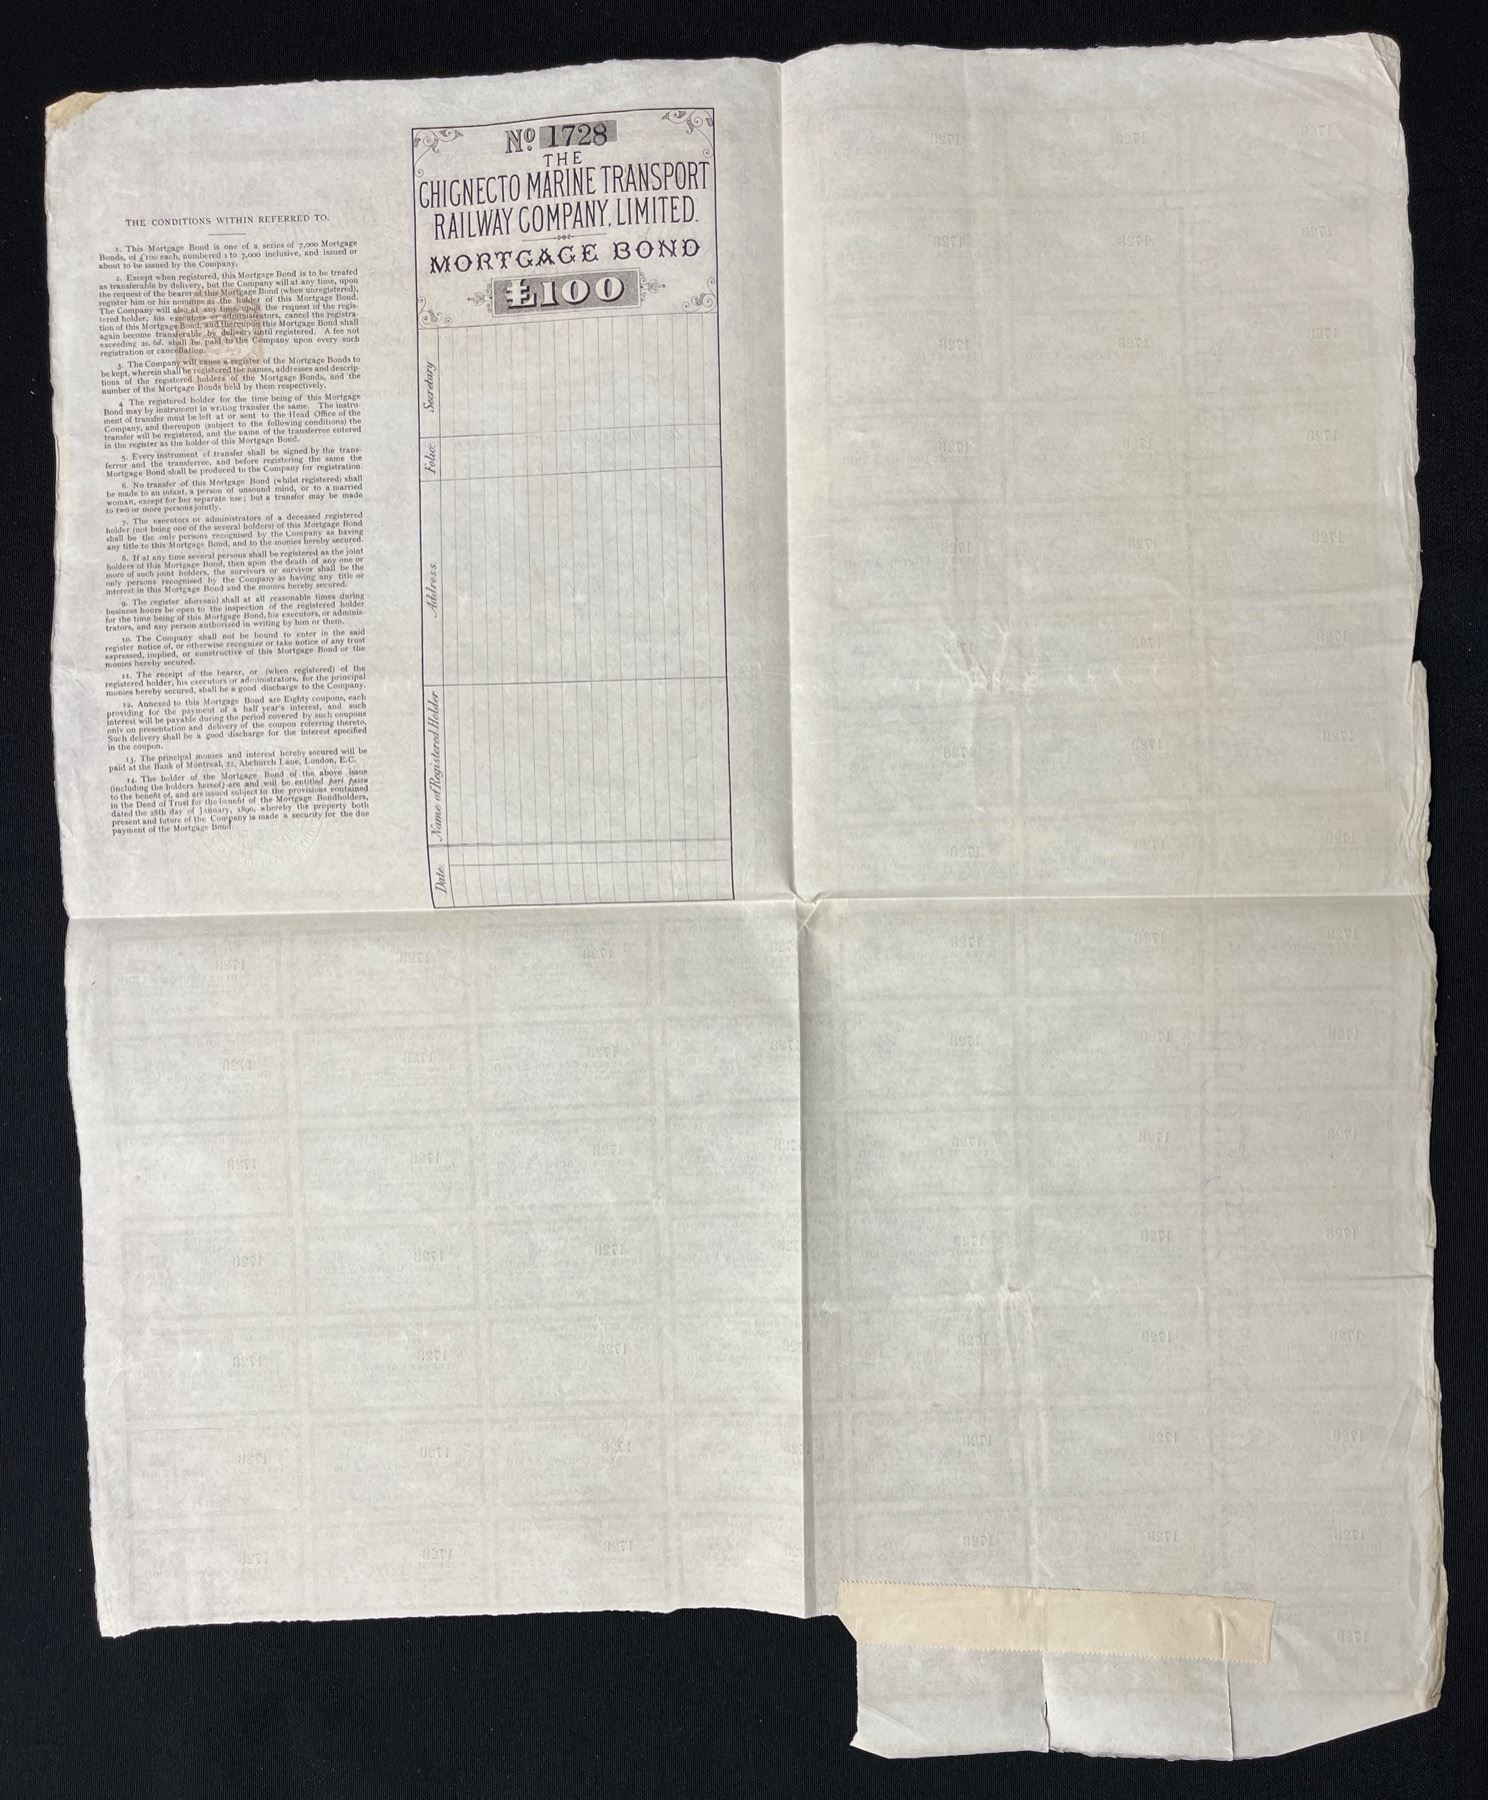 THE CONDITIONS WITHIN REFERRED TO.
1. This Mortgage Bond is one of a series of 7,000 Mortgage
Bonds, of £100 each, numbered 1 to 7,000 inclusive, and issued or
about to be issued by the Company.
2. Except when registered, this Mortgage Bond is to be treated
as transferable by delivery, but the Company will at any time, upon
the request of the bearer of this Mortgage Bond (when unregistered),
register him or his nominee as the holder of this Mortgage Bond.
The Company will also at any time, upon the request of the regis-
tered holder, his executors or administrators, cancel the registra-
tion of this Mortgage Bond, and thereupon this Mortgage Bond shall
again become transferable by delivery until registered. A fee not
exceeding 2s. 6d. shall be paid to the Company upon every such
registration or cancellation.
3. The Company will cause a register of the Mortgage Bonds to
be kept, wherein shall be registered the names, addresses and descrip-
tions of the registered holders of the Mortgage Bonds, and the
number of the Mortgage Bonds held by them respectively.
4 The registered holder for the time being of this Mortgage
Bond may by instrument in writing transfer the same. The instru-
ment of transfer must be left at or sent to the Head Office of the
Company, and thereupon (subject to the following conditions) the
transfer will be registered, and the name of the transferree entered
in the register as the holder of this Mortgage Bond.
5. Every instrument of transfer shall be signed by the trans-
ferror and the transferree, and before registering the same the
Mortgage Bond shall be produced to the Company for registration.
6. No transfer of this Mortgage Bond (whilst registered) shall
be made to an infant, a person of unsound mind, or to a married
woman, except for her separate use; but a transfer may be made
to two or more persons jointly.
7. The executors or administrators of a deceased registered
holder (not being one of the several holders) of this Mortgage Bond
shall be the only persons recognised by the Company as having
any title to this Mortgage Bond, and to the monies hereby secured.
8. If at any time several persons shall be registered as the joint
holders of this Mortgage Bond, then upon the death of any one or
more of such joint holders, the survivors or survivor shall be the
only persons recognised by the Company as having any title or
interest in this Mortgage Bond and the monies hereby secured.
9. The register aforesaid shall at all reasonable times during
business hours be open to the inspection of the registered holder
for the time being of this Mortgage Bond, his executors, or adminis-
trators, and any person authorised in writing by him or them.
10. The Company shall not be bound to enter in the said
register notice of, or otherwise recognize or take notice of any trust
expressed, implied, or constructive of this Mortgage Bond or the
monies hereby secured.
11. The receipt of the bearer, or (when registered) of the
registered holder, his executors or administrators, for the principal
monies hereby secured, shall be a good discharge to the Company.
12. Annexed to this Mortgage Bond are Eighty coupons, each
providing for the payment of a half year's interest, and such
interest will be payable during the period covered by such coupons
only on presentation and delivery of the coupon referring thereto.
Such delivery shall be a good discharge for the interest specified
in the coupon.
13. The principal monies and interest hereby secured will be
paid at the Bank of Montreal, 22, Abchurch Lane, London, E.C.
14. The holder of the Mortgage Bond of the above issue
(including the holders hereof) are and will be entitled pari passu
to the benefit of, and are issued subject to the provisions contained
in the Deed of Trust for the benefit of the Mortgage Bondholders,
dated the 28th day of January, 1890, whereby the property both
present and future of the Company is made a security for the due
payment of the Mortgage Bond.
No. 1728
THE
CHIGNECTO MARINE TRANSPORT
RAILWAY COMPANY, LIMITED.
MORTGAGE BOND
£100
Secretary
Folio.
Address.
Name of Registered Holder
Date.